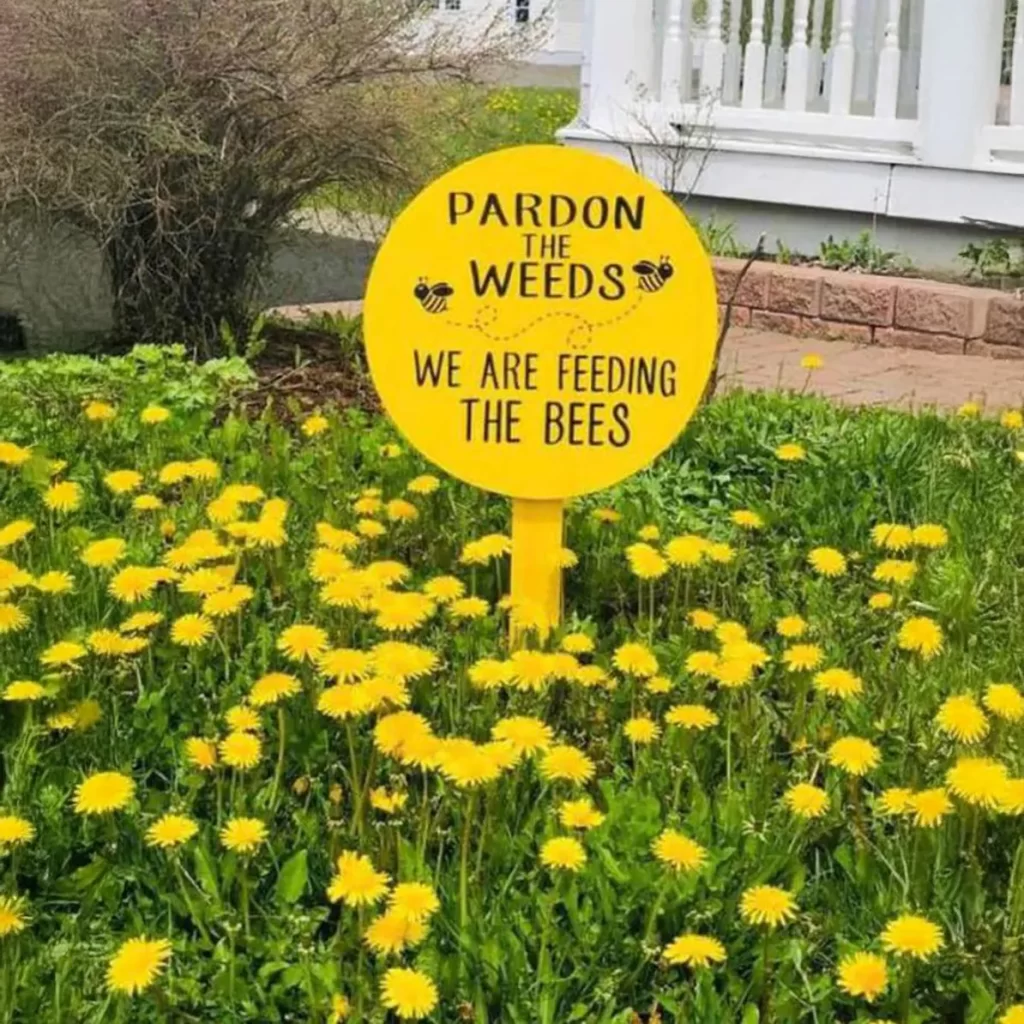 PARDON
THE
WEEDS
WE ARE FEEDING
THE BEES